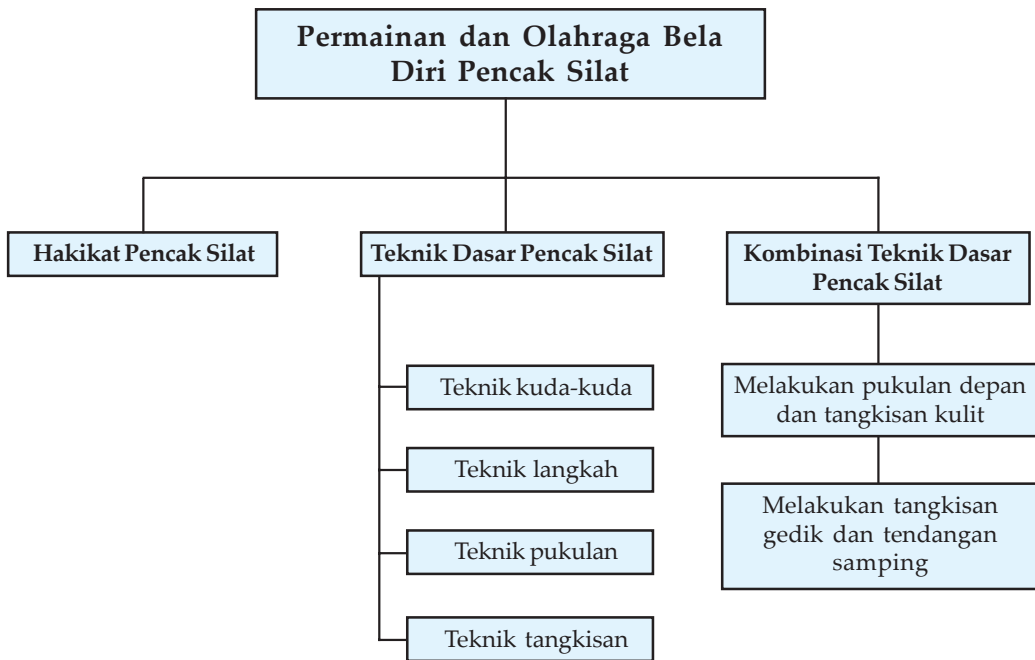 Permainan dan Olahraga Bela
Diri Pencak Silat
Hakikat Pencak Silat
Teknik Dasar Pencak Silat
Teknik kuda-kuda
Teknik langkah
Teknik pukulan
Teknik tangkisan
Kombinasi Teknik Dasar
Pencak Silat
Melakukan pukulan depan
dan tangkisan kulit
Melakukan tangkisan
gedik dan tendangan
samping